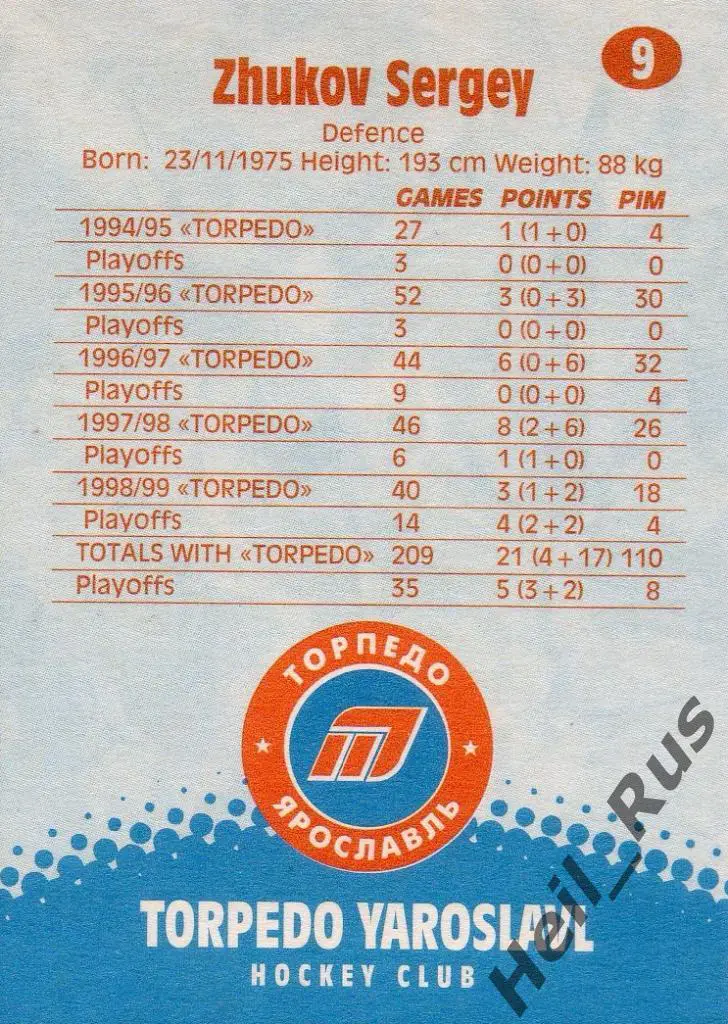 9
Zhukov Sergey
Defence
Born: 23/11/1975 Height: 193 cm Weight: 88 kg
GAMES POINTS PIM
1994/95 «TORPEDO» 27 1 (1 + 0) 4
Playoffs 3 0 (0 + 0) 0
1995/96 «TORPEDO» 52 3 (0 + 3) 30
Playoffs 3 0 (0 + 0) 0
1996/97 «TORPEDO» 44 6 (0 + 6) 32
Playoffs 9 0 (0 + 0) 4
1997/98 «TORPEDO» 46 8 (2 + 6) 26
Playoffs 6 1 (1 + 0) 0
1998/99 «TORPEDO» 40 3 (1 + 2) 18
Playoffs 14 4 (2 + 2) 4
TOTALS WITH «TORPEDO» 209 21 (4 + 17) 110
Playoffs 35 5 (3 + 2) 8
ТОРПЕДО
ЯРОСЛАВЛЬ
TORPEDO YAROSLAVL
HOCKEY CLUB
Heil_Rus